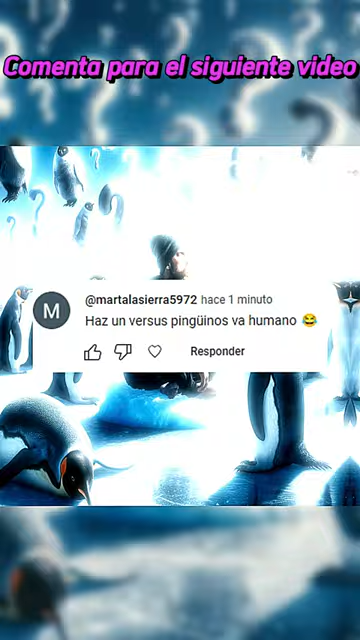 Comenta para el siguiente video
M
@martalasierra5972 hace 1 minuto
Haz un versus pingüinos va humano 😂
Responder